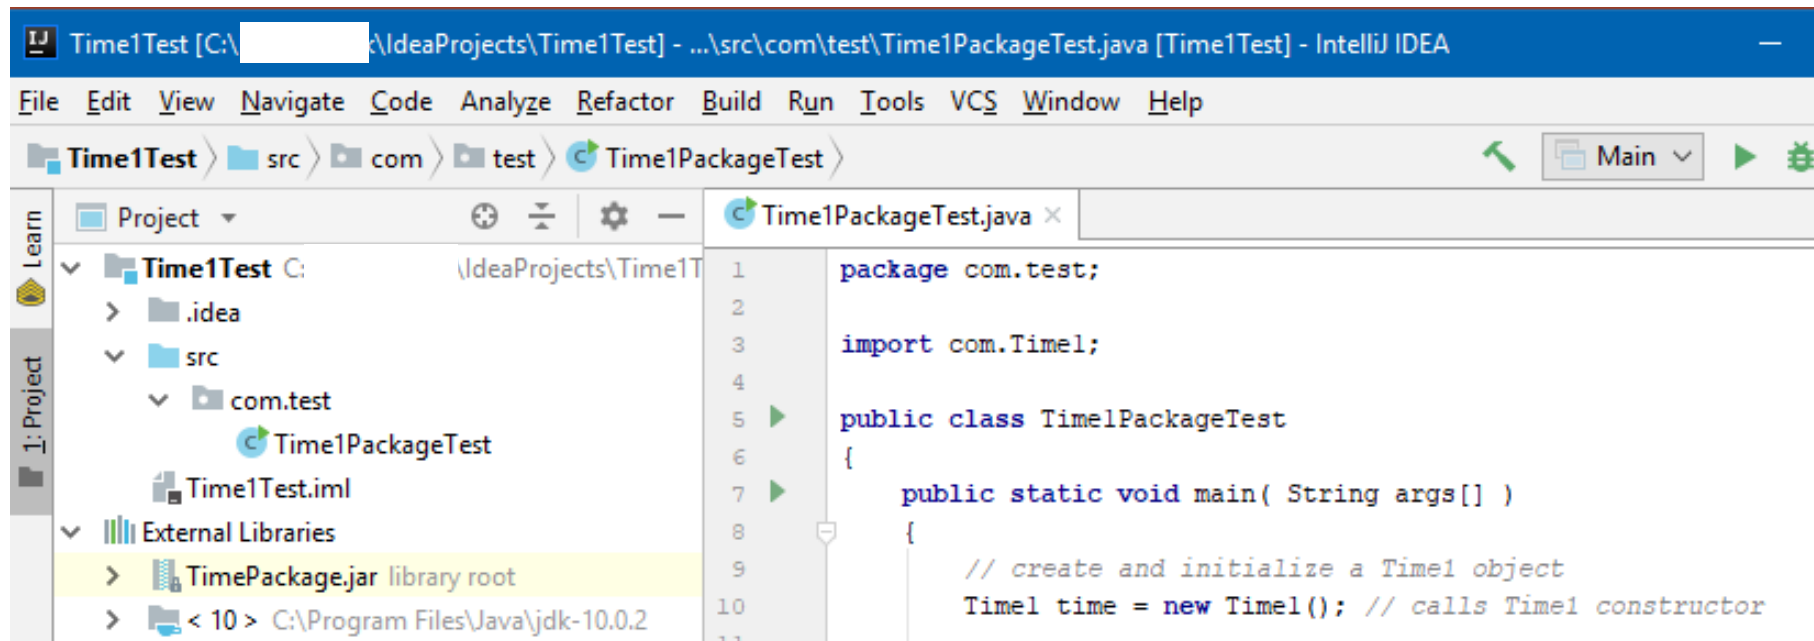 Time1Test [C:\ \IdeaProjects\Time1Test] - ...\src\com\test\Time1PackageTest.java [Time1Test] - IntelliJ IDEA
File Edit View Navigate Code Analyze Refactor Build Run Tools VCS Window Help
Time1Test src com test Time1PackageTest Main
Learn
1: Project
Project
Time1Test C: \IdeaProjects\Time1T
.idea
src
com.test
Time1PackageTest
Time1Test.iml
External Libraries
TimePackage.jar library root
< 10 > C:\Program Files\Java\jdk-10.0.2
Time1PackageTest.java
1 package com.test;
2
3 import com.Time1;
4
5 public class Time1PackageTest
6 {
7 public static void main( String args[] )
8 {
9 // create and initialize a Time1 object
10 Time1 time = new Time1(); // calls Time1 constructor